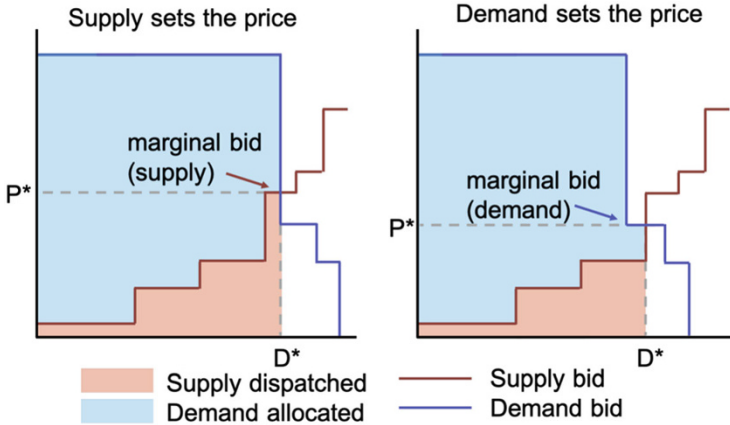 Supply sets the price
Demand sets the price
marginal bid
(supply)
P*
D*
marginal bid
(demand)
P*
D*
Supply dispatched
Demand allocated
Supply bid
Demand bid